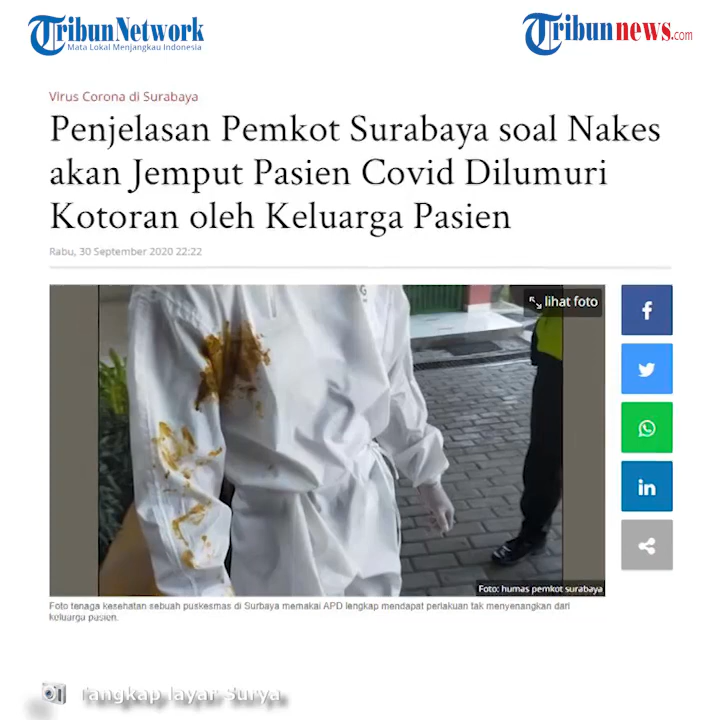 TribunNetwork
Mata Lokal Menjangkau Indonesia
Tribunnews.com
Virus Corona di Surabaya
Penjelasan Pemkot Surabaya soal Nakes
akan Jemput Pasien Covid Dilumuri
Kotoran oleh Keluarga Pasien
Rabu, 30 September 2020 22:22
lihat foto
Foto: humas pemkot surabaya
Foto tenaga kesehatan sebuah puskesmas di Surbaya memakai APD lengkap mendapat perlakuan tak menyenangkan dari
keluarga pasien.
Tangkap layar Surya